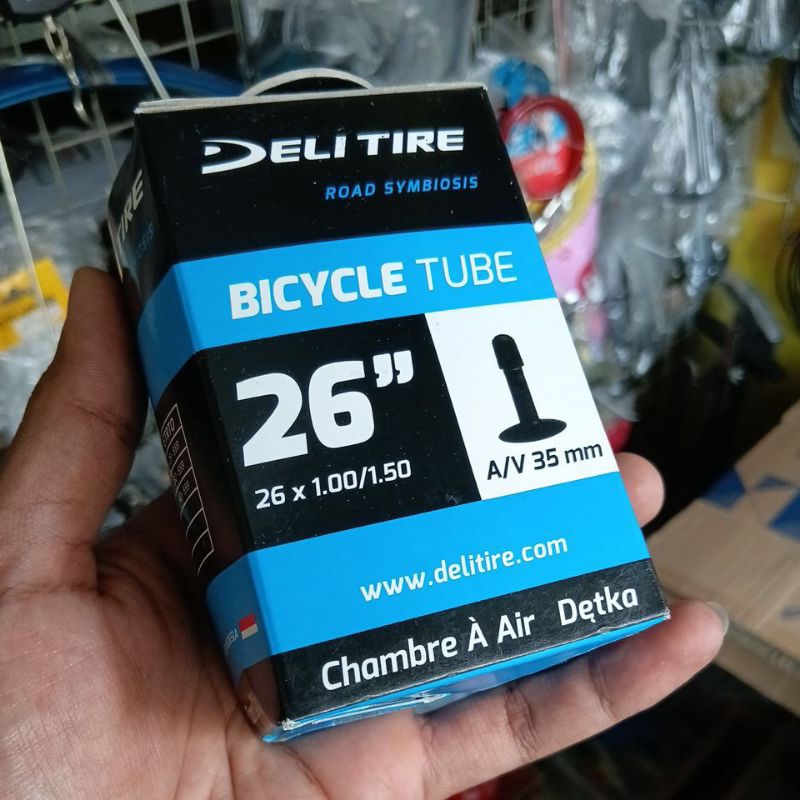 DELI TIRE
ROAD SYMBIOSIS
BICYCLE TUBE
26”
26 x 1.00/1.50
A/V 35 mm
www.delitire.com
Chambre À Air Dętka
TIRE